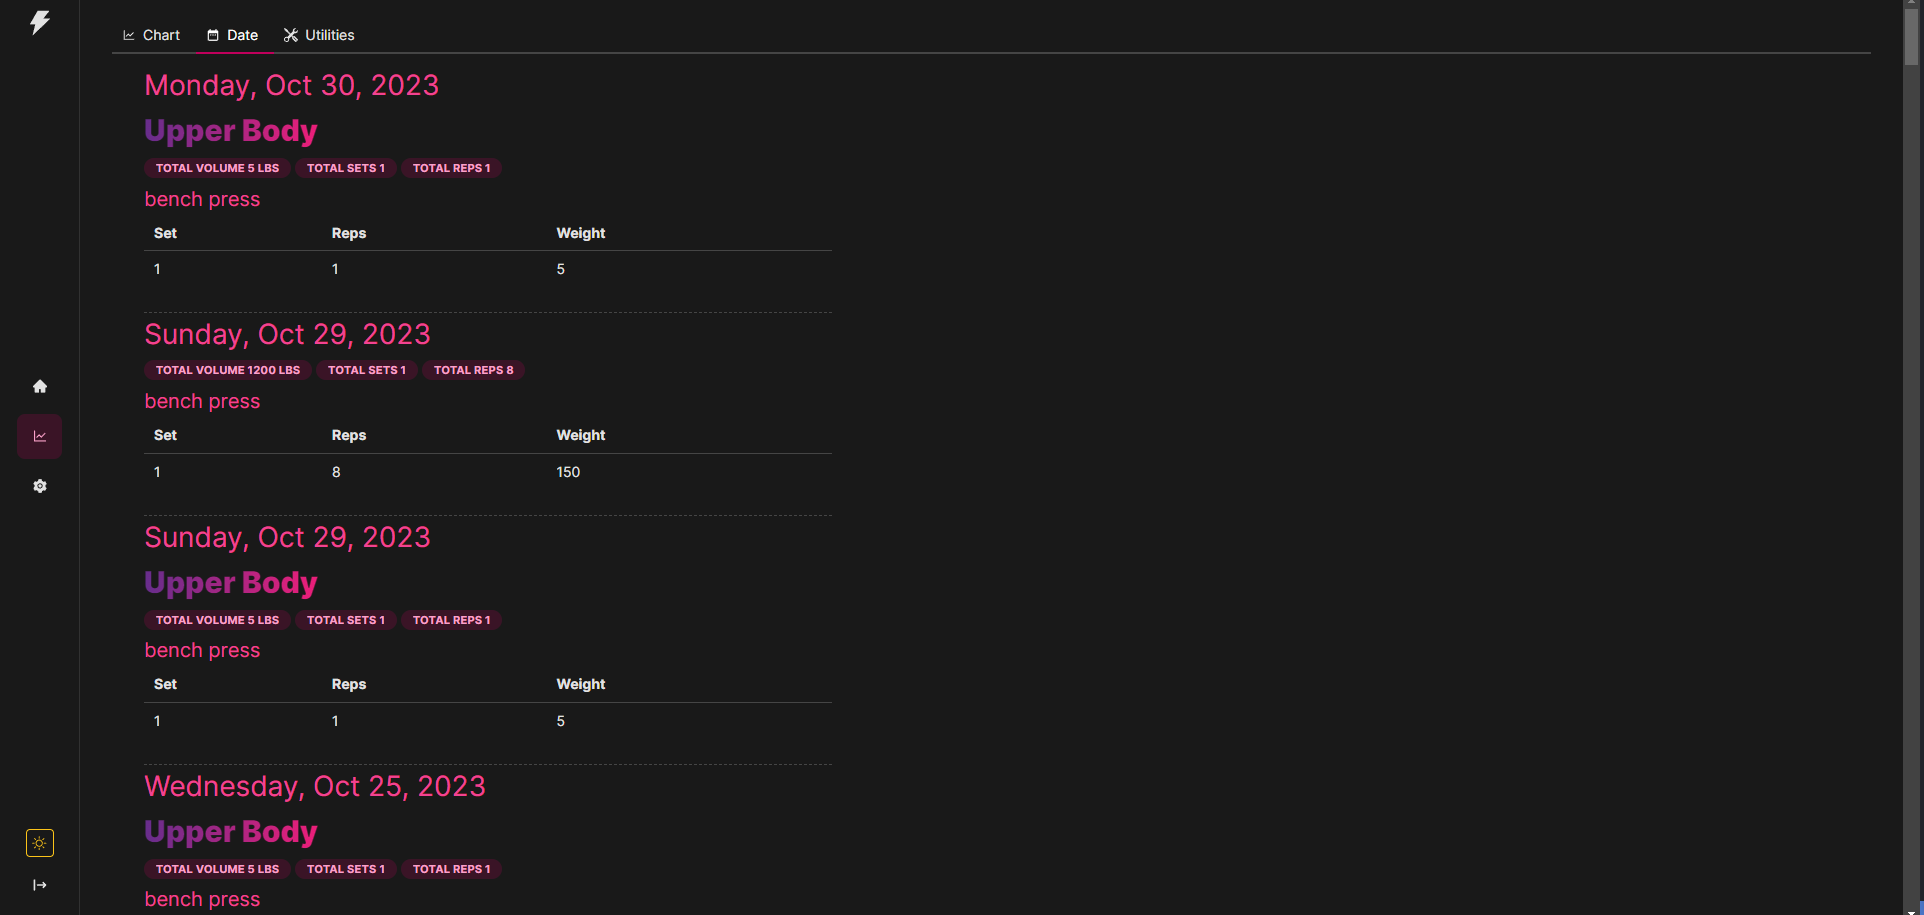 Chart Date Utilities
Monday, Oct 30, 2023
Upper Body
TOTAL VOLUME 5 LBS TOTAL SETS 1 TOTAL REPS 1
bench press
Set Reps Weight
1 1 5
Sunday, Oct 29, 2023
TOTAL VOLUME 1200 LBS TOTAL SETS 1 TOTAL REPS 8
bench press
Set Reps Weight
1 8 150
Sunday, Oct 29, 2023
Upper Body
TOTAL VOLUME 5 LBS TOTAL SETS 1 TOTAL REPS 1
bench press
Set Reps Weight
1 1 5
Wednesday, Oct 25, 2023
Upper Body
TOTAL VOLUME 5 LBS TOTAL SETS 1 TOTAL REPS 1
bench press